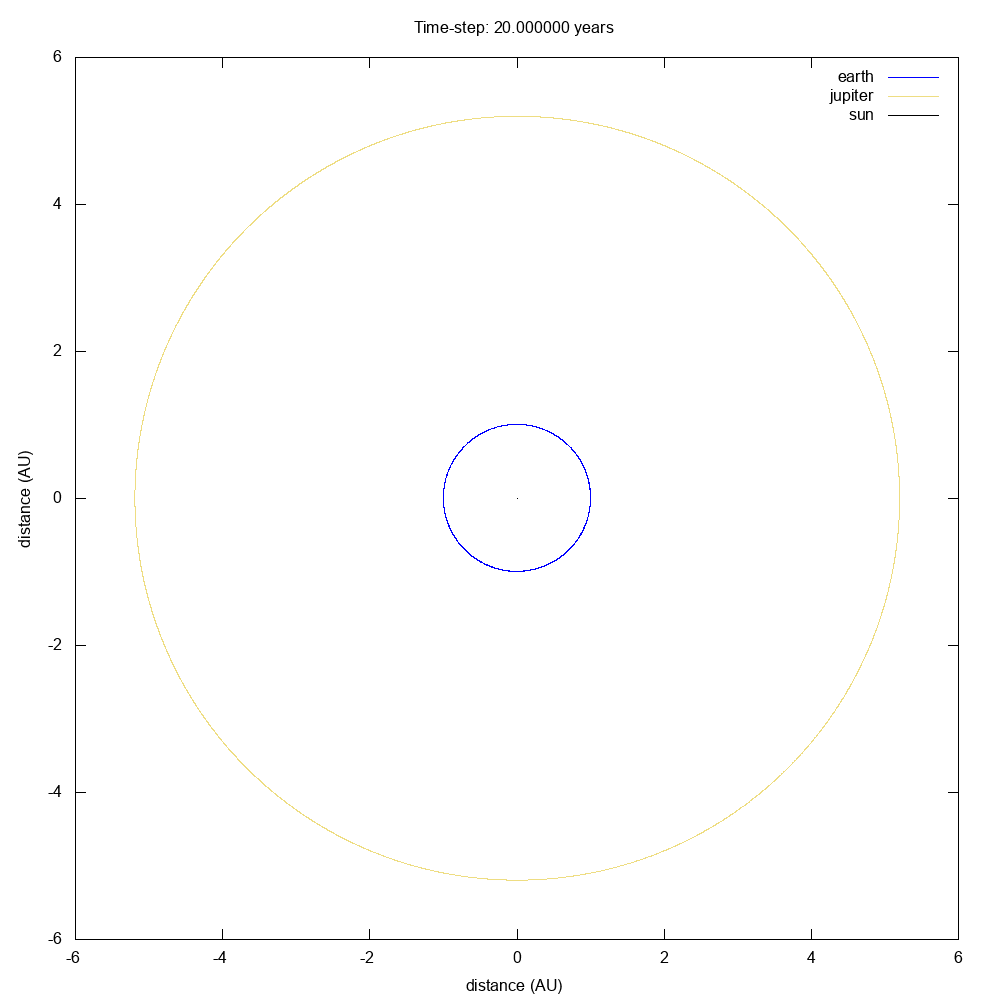 Time-step: 20.000000 years
earth
jupiter
sun
6
4
2
0
-2
-4
-6
distance (AU)
-6 -4 -2 0 2 4 6
distance (AU)